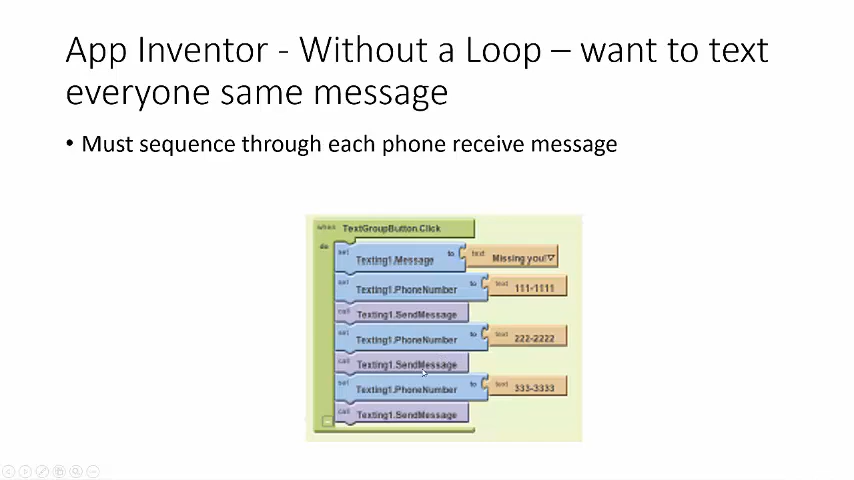 App Inventor - Without a Loop – want to text
everyone same message
• Must sequence through each phone receive message
when TextGroupButton.Click
do
set Texting1.Message to text Missing you!
set Texting1.PhoneNumber to text 111-1111
call Texting1.SendMessage
set Texting1.PhoneNumber to text 222-2222
call Texting1.SendMessage
set Texting1.PhoneNumber to text 333-3333
call Texting1.SendMessage